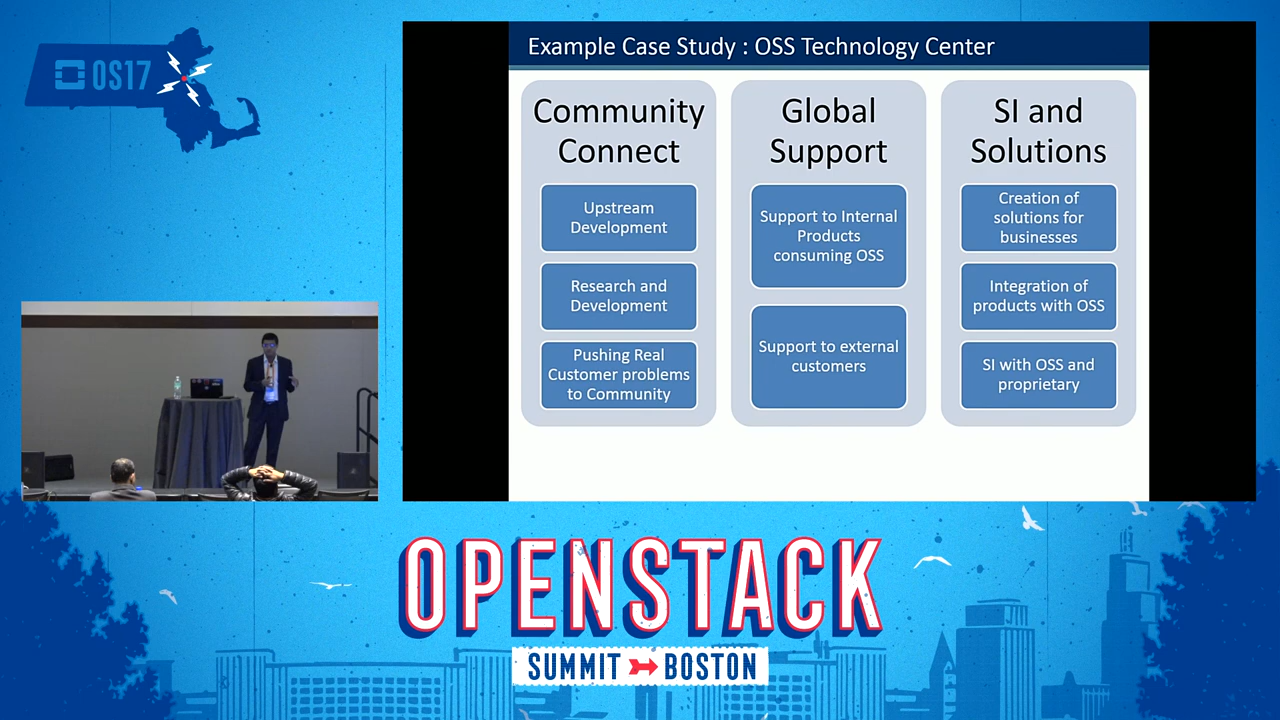 OS17
Example Case Study : OSS Technology Center
Community
Connect
Upstream
Development
Research and
Development
Pushing Real
Customer problems
to Community
Global
Support
Support to Internal
Products
consuming OSS
Support to external
customers
SI and
Solutions
Creation of
solutions for
businesses
Integration of
products with OSS
SI with OSS and
proprietary
OPENSTACK
SUMMIT BOSTON